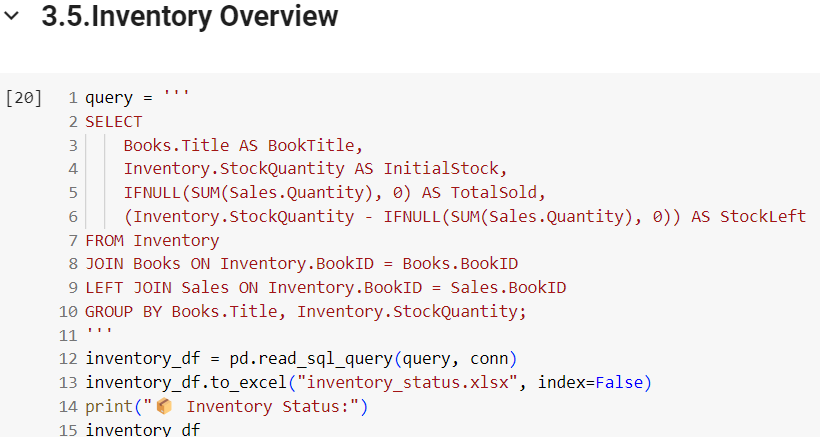 3.5.Inventory Overview
[20] 1 query = '''
2 SELECT
3     Books.Title AS BookTitle,
4     Inventory.StockQuantity AS InitialStock,
5     IFNULL(SUM(Sales.Quantity), 0) AS TotalSold,
6     (Inventory.StockQuantity - IFNULL(SUM(Sales.Quantity), 0)) AS StockLeft
7 FROM Inventory
8 JOIN Books ON Inventory.BookID = Books.BookID
9 LEFT JOIN Sales ON Inventory.BookID = Sales.BookID
10 GROUP BY Books.Title, Inventory.StockQuantity;
11 '''
12 inventory_df = pd.read_sql_query(query, conn)
13 inventory_df.to_excel("inventory_status.xlsx", index=False)
14 print("📦 Inventory Status:")
15 inventory_df